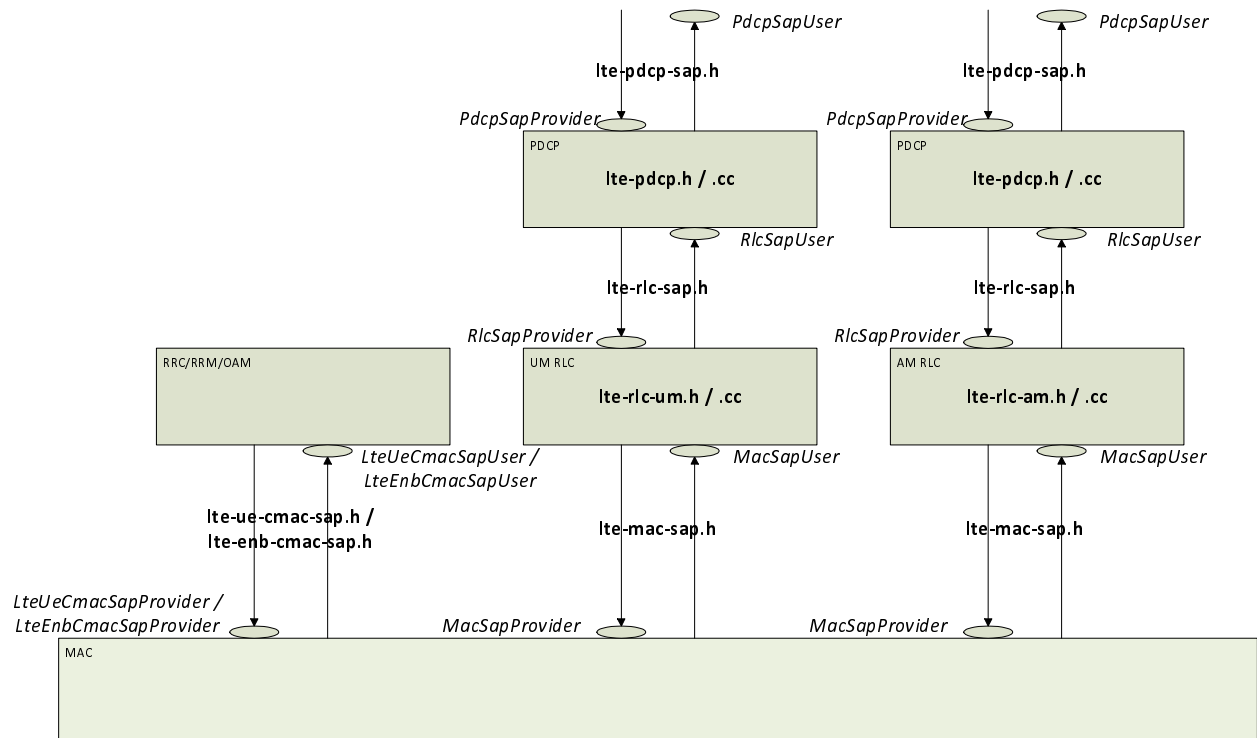 PdcpSapUser
PdcpSapUser
lte-pdcp-sap.h
lte-pdcp-sap.h
PdcpSapProvider
PdcpSapProvider
PDCP
PDCP
lte-pdcp.h / .cc
lte-pdcp.h / .cc
RlcSapUser
RlcSapUser
lte-rlc-sap.h
lte-rlc-sap.h
RlcSapProvider
RlcSapProvider
RRC/RRM/OAM
UM RLC
AM RLC
lte-rlc-um.h / .cc
lte-rlc-am.h / .cc
LteUeCmacSapUser /
LteEnbCmacSapUser
MacSapUser
MacSapUser
lte-ue-cmac-sap.h /
lte-enb-cmac-sap.h
lte-mac-sap.h
lte-mac-sap.h
LteUeCmacSapProvider /
LteEnbCmacSapProvider
MacSapProvider
MacSapProvider
MAC